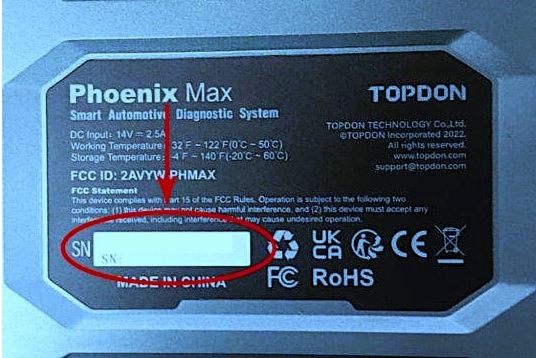 Phoenix Max
Smart Automotive Diagnostic System
DC Input: 14V = 2.5A
Working Temperature: 32°F ~ 122°F(0°C ~ 50°C)
Storage Temperature: -4°F ~ 140°F(-20°C ~ 60°C)
FCC ID: 2AVYW-PHMAX
FCC Statement
This device complies with part 15 of the FCC Rules. Operation is subject to the following two
conditions: (1) this device may not cause harmful interference, and (2) this device must accept any
interference received, including interference that may cause undesired operation.
TOPDON
TOPDON TECHNOLOGY Co.,Ltd.
©TOPDON Incorporated 2022.
All rights reserved.
www.topdon.com
support@topdon.com
SN
SN:
MADE IN CHINA
UK
CA
CE
FC RoHS